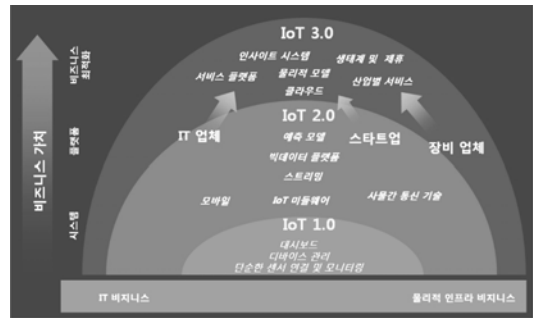 IoT 3.0
인사이트 시스템
생태계 및 제휴
서비스 플랫폼
물리적 모델
산업별 서비스
클라우드
IoT 2.0
IT 업체
예측 모델
스타트업
장비 업체
빅데이터 플랫폼
스트리밍
모바일
IoT 미들웨어
사물간 통신 기술
IoT 1.0
대시보드
디바이스 관리
단순한 센서 연결 및 모니터링
비즈니스 가치
비즈니스
최적화
플랫폼
시스템
IT 비지니스
물리적 인프라 비지니스